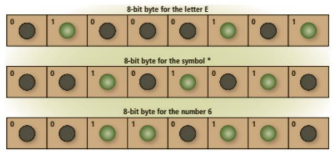 8-bit byte for the letter E
0 1 0 0 0 1 0 1
8-bit byte for the symbol *
0 0 1 0 1 0 1 0
8-bit byte for the number 6
0 0 1 1 0 1 1 0